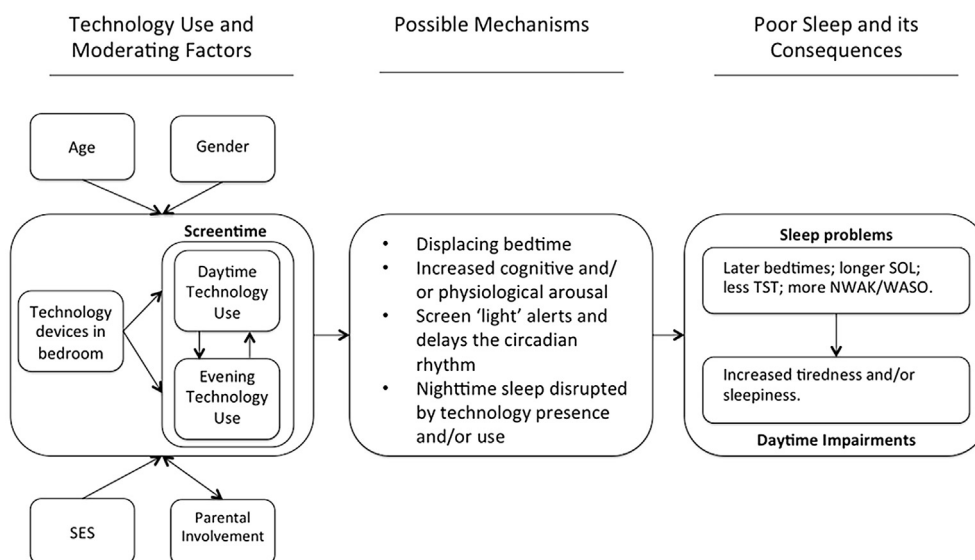 Technology Use and
Moderating Factors
Possible Mechanisms
Poor Sleep and its
Consequences
Age
Gender
Screentime
Daytime
Technology
Use
Technology
devices in
bedroom
Evening
Technology
Use
SES
Parental
Involvement
• Displacing bedtime
• Increased cognitive and/
or physiological arousal
• Screen ‘light’ alerts and
delays the circadian
rhythm
• Nighttime sleep disrupted
by technology presence
and/or use
Sleep problems
Later bedtimes; longer SOL;
less TST; more NWAK/WASO.
Increased tiredness and/or
sleepiness.
Daytime Impairments